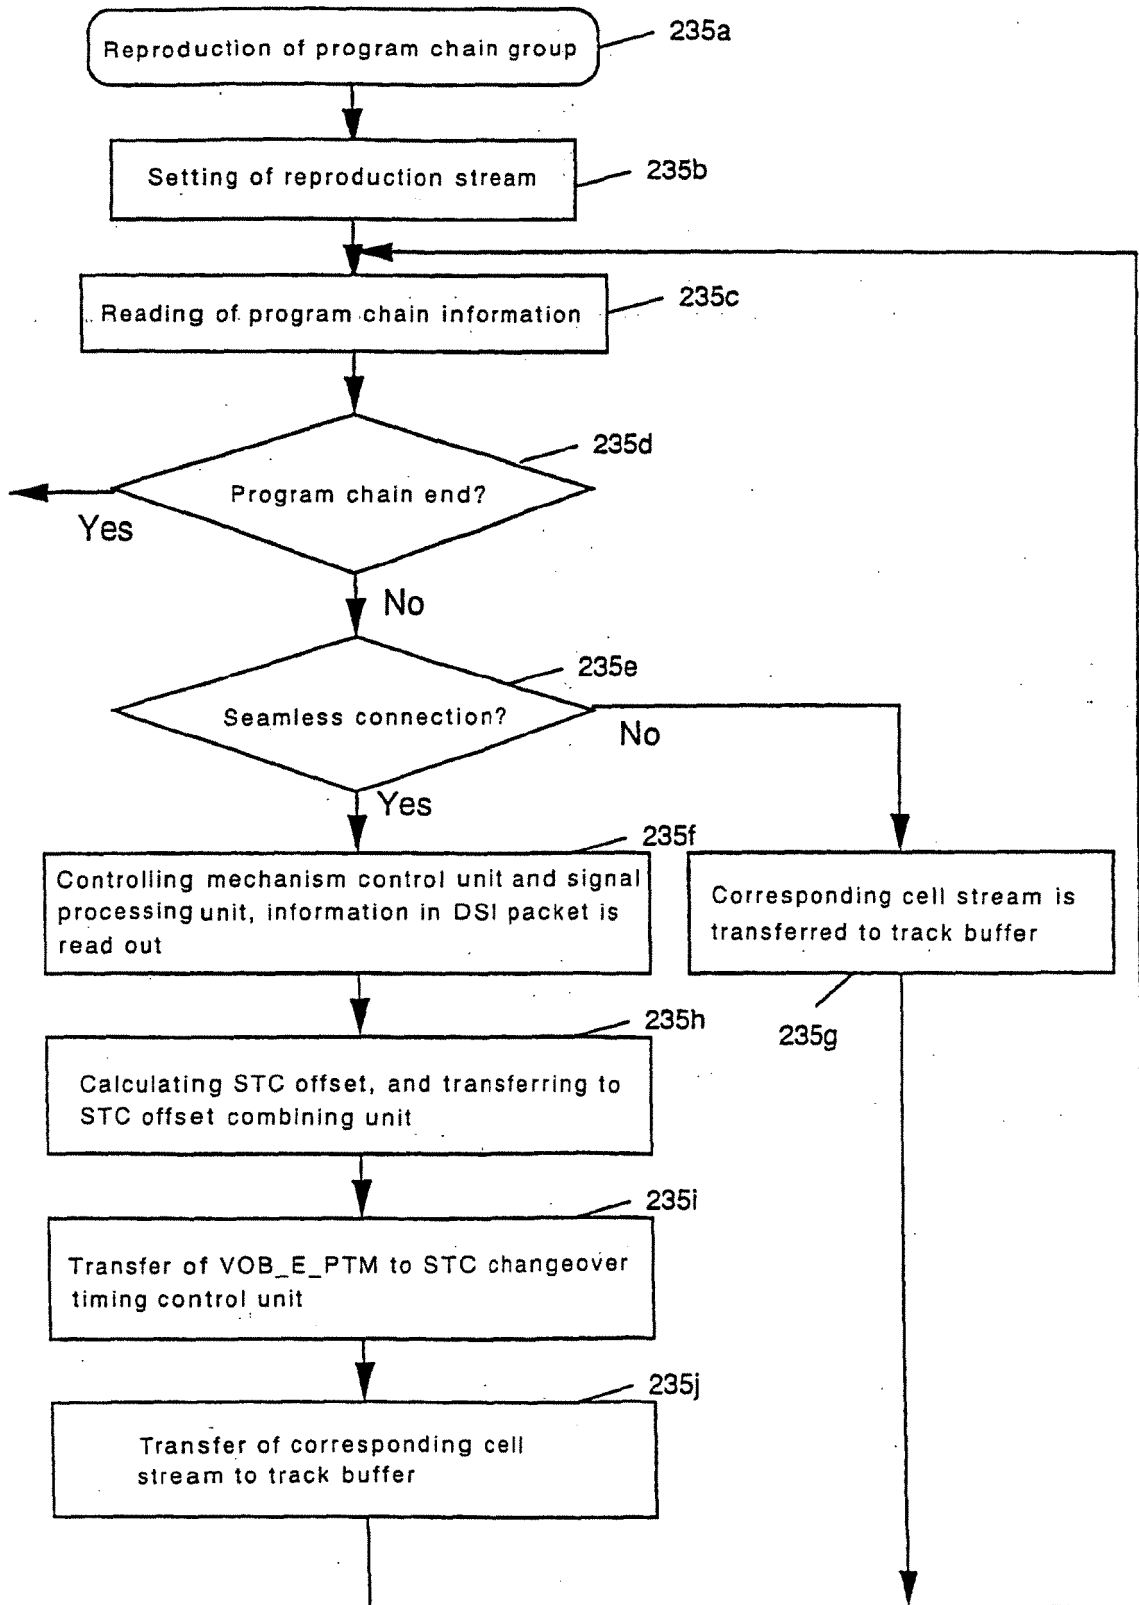 Reproduction of program chain group
235a
Setting of reproduction stream
235b
Reading of program chain information
235c
235d
Program chain end?
Yes
No
235e
Seamless connection?
No
Yes
235f
Controlling mechanism control unit and signal
processing unit, information in DSI packet is
read out
Corresponding cell stream is
transferred to track buffer
235g
235h
Calculating STC offset, and transferring to
STC offset combining unit
235i
Transfer of VOB_E_PTM to STC changeover
timing control unit
235j
Transfer of corresponding cell
stream to track buffer